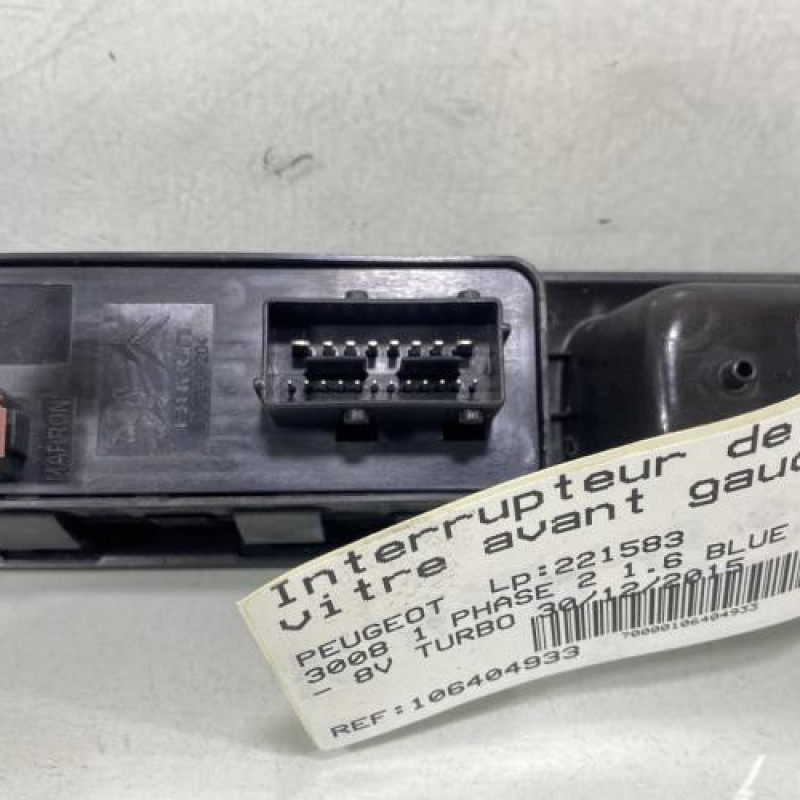 MARRON
Interrupteur de
vitre avant
PEUGEOT Lp:221583
3008 1 PHASE 2 1.6 BLUE
- 8V TURBO 30/12/2015
70000106404933
REF:106404933